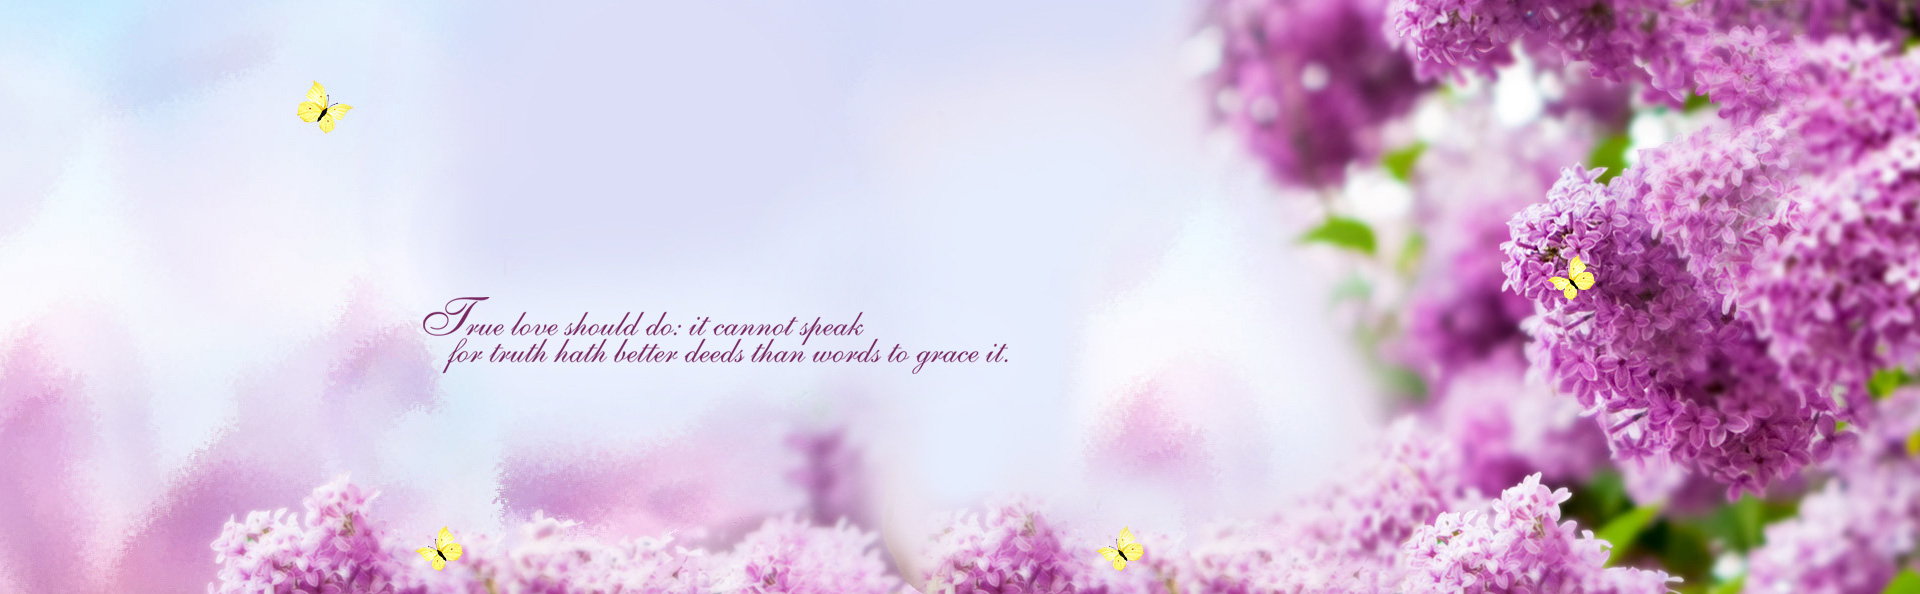 True love should do: it cannot speak
for truth hath better deeds than words to grace it.